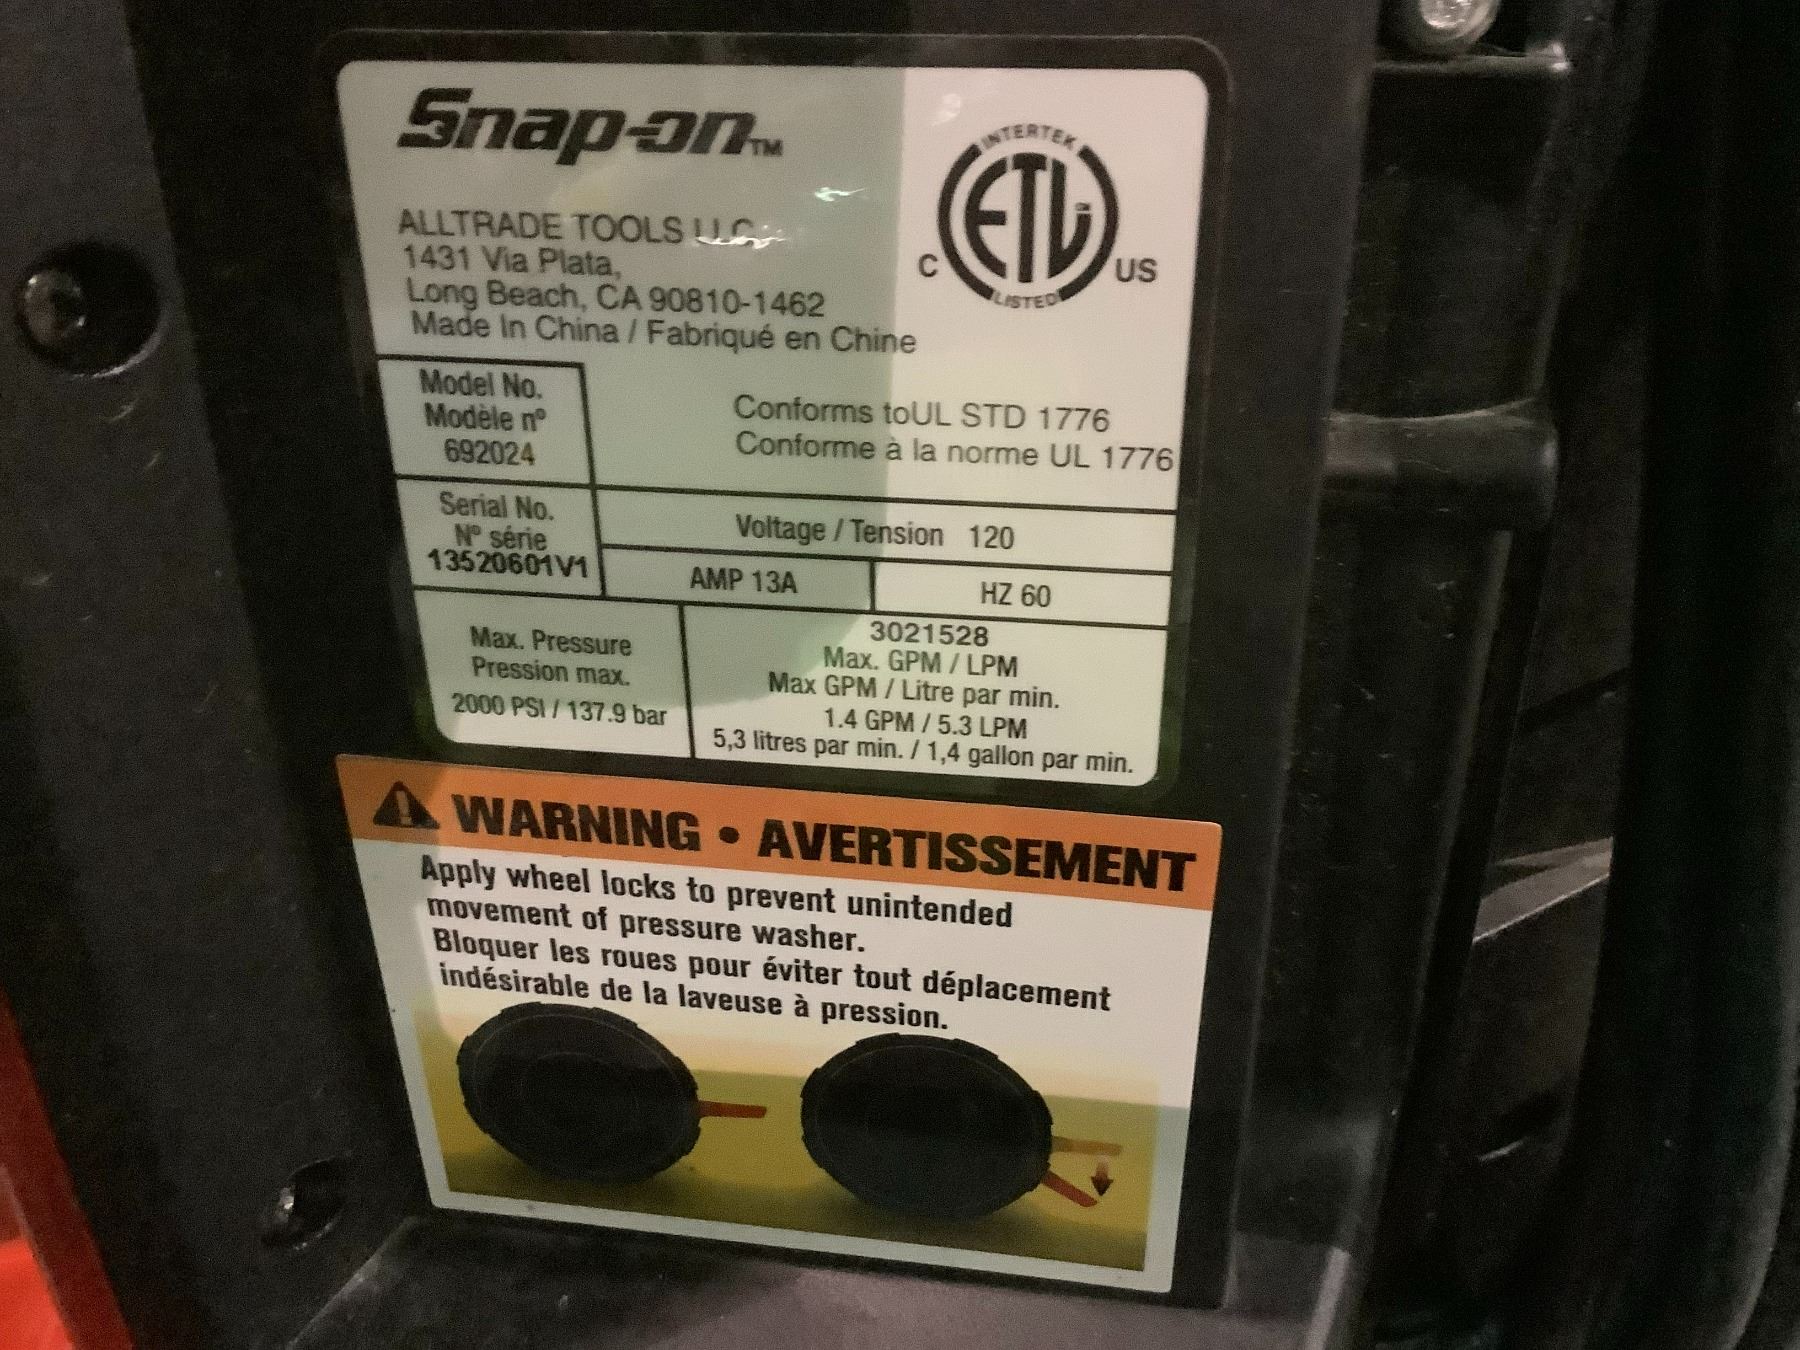 Snap-on™
INTERTEK
ETL CM
C US
LISTED
ALLTRADE TOOLS LLC
1431 Via Plata,
Long Beach, CA 90810-1462
Made In China / Fabriqué en Chine
Model No.
Modèle nº
692024
Conforms toUL STD 1776
Conforme à la norme UL 1776
Serial No.
Nº série
13520601V1
Voltage / Tension 120
AMP 13A
HZ 60
Max. Pressure
Pression max.
2000 PSI / 137.9 bar
3021528
Max. GPM / LPM
Max GPM / Litre par min.
1.4 GPM / 5.3 LPM
5,3 litres par min. / 1,4 gallon par min.
WARNING • AVERTISSEMENT
Apply wheel locks to prevent unintended
movement of pressure washer.
Bloquer les roues pour éviter tout déplacement
indésirable de la laveuse à pression.